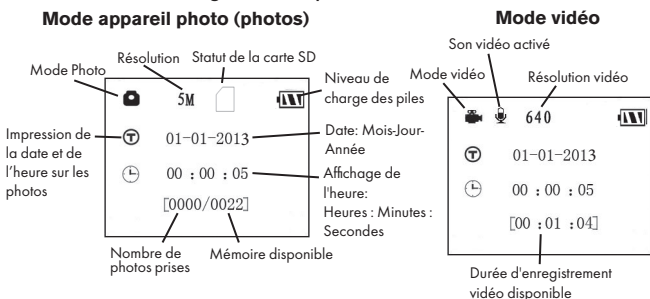 Mode appareil photo (photos)
Mode Photo
Résolution
Statut de la carte SD
5M
Niveau de
charge des piles
Impression de
la date et de
l'heure sur les
photos
T
01-01-2013
Date: Mois-Jour-
Année
00 : 00 : 05
Affichage de
l'heure:
Heures : Minutes :
Secondes
[0000/0022]
Nombre de
photos prises
Mémoire disponible
Mode vidéo
Son vidéo activé
Mode vidéo
Résolution vidéo
640
T
01-01-2013
00 : 00 : 05
[00 : 01 : 04]
Durée d'enregistrement
vidéo disponible